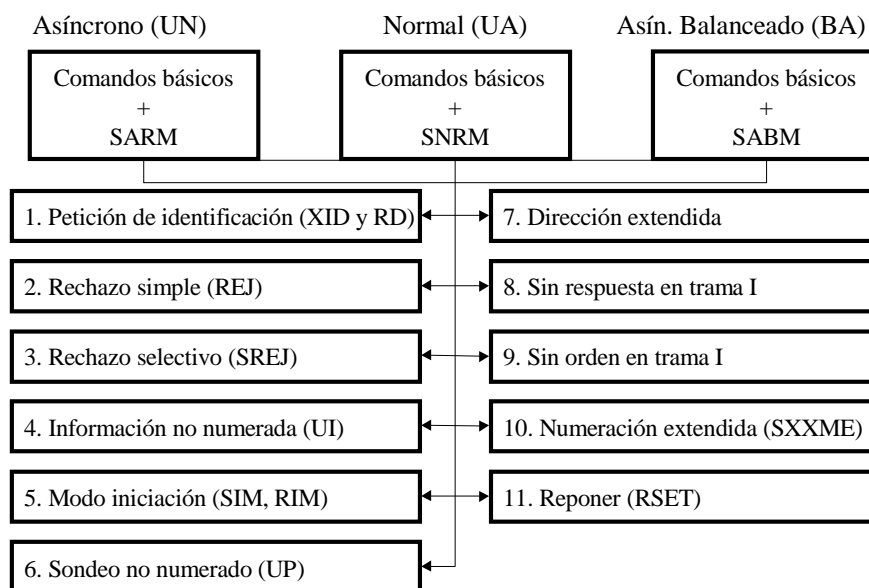 Asíncrono (UN)
Normal (UA)
Asín. Balanceado (BA)
Comandos básicos
+
SARM
Comandos básicos
+
SNRM
Comandos básicos
+
SABM
1. Petición de identificación (XID y RD)
7. Dirección extendida
2. Rechazo simple (REJ)
8. Sin respuesta en trama I
3. Rechazo selectivo (SREJ)
9. Sin orden en trama I
4. Información no numerada (UI)
10. Numeración extendida (SXXME)
5. Modo iniciación (SIM, RIM)
11. Reponer (RSET)
6. Sondeo no numerado (UP)